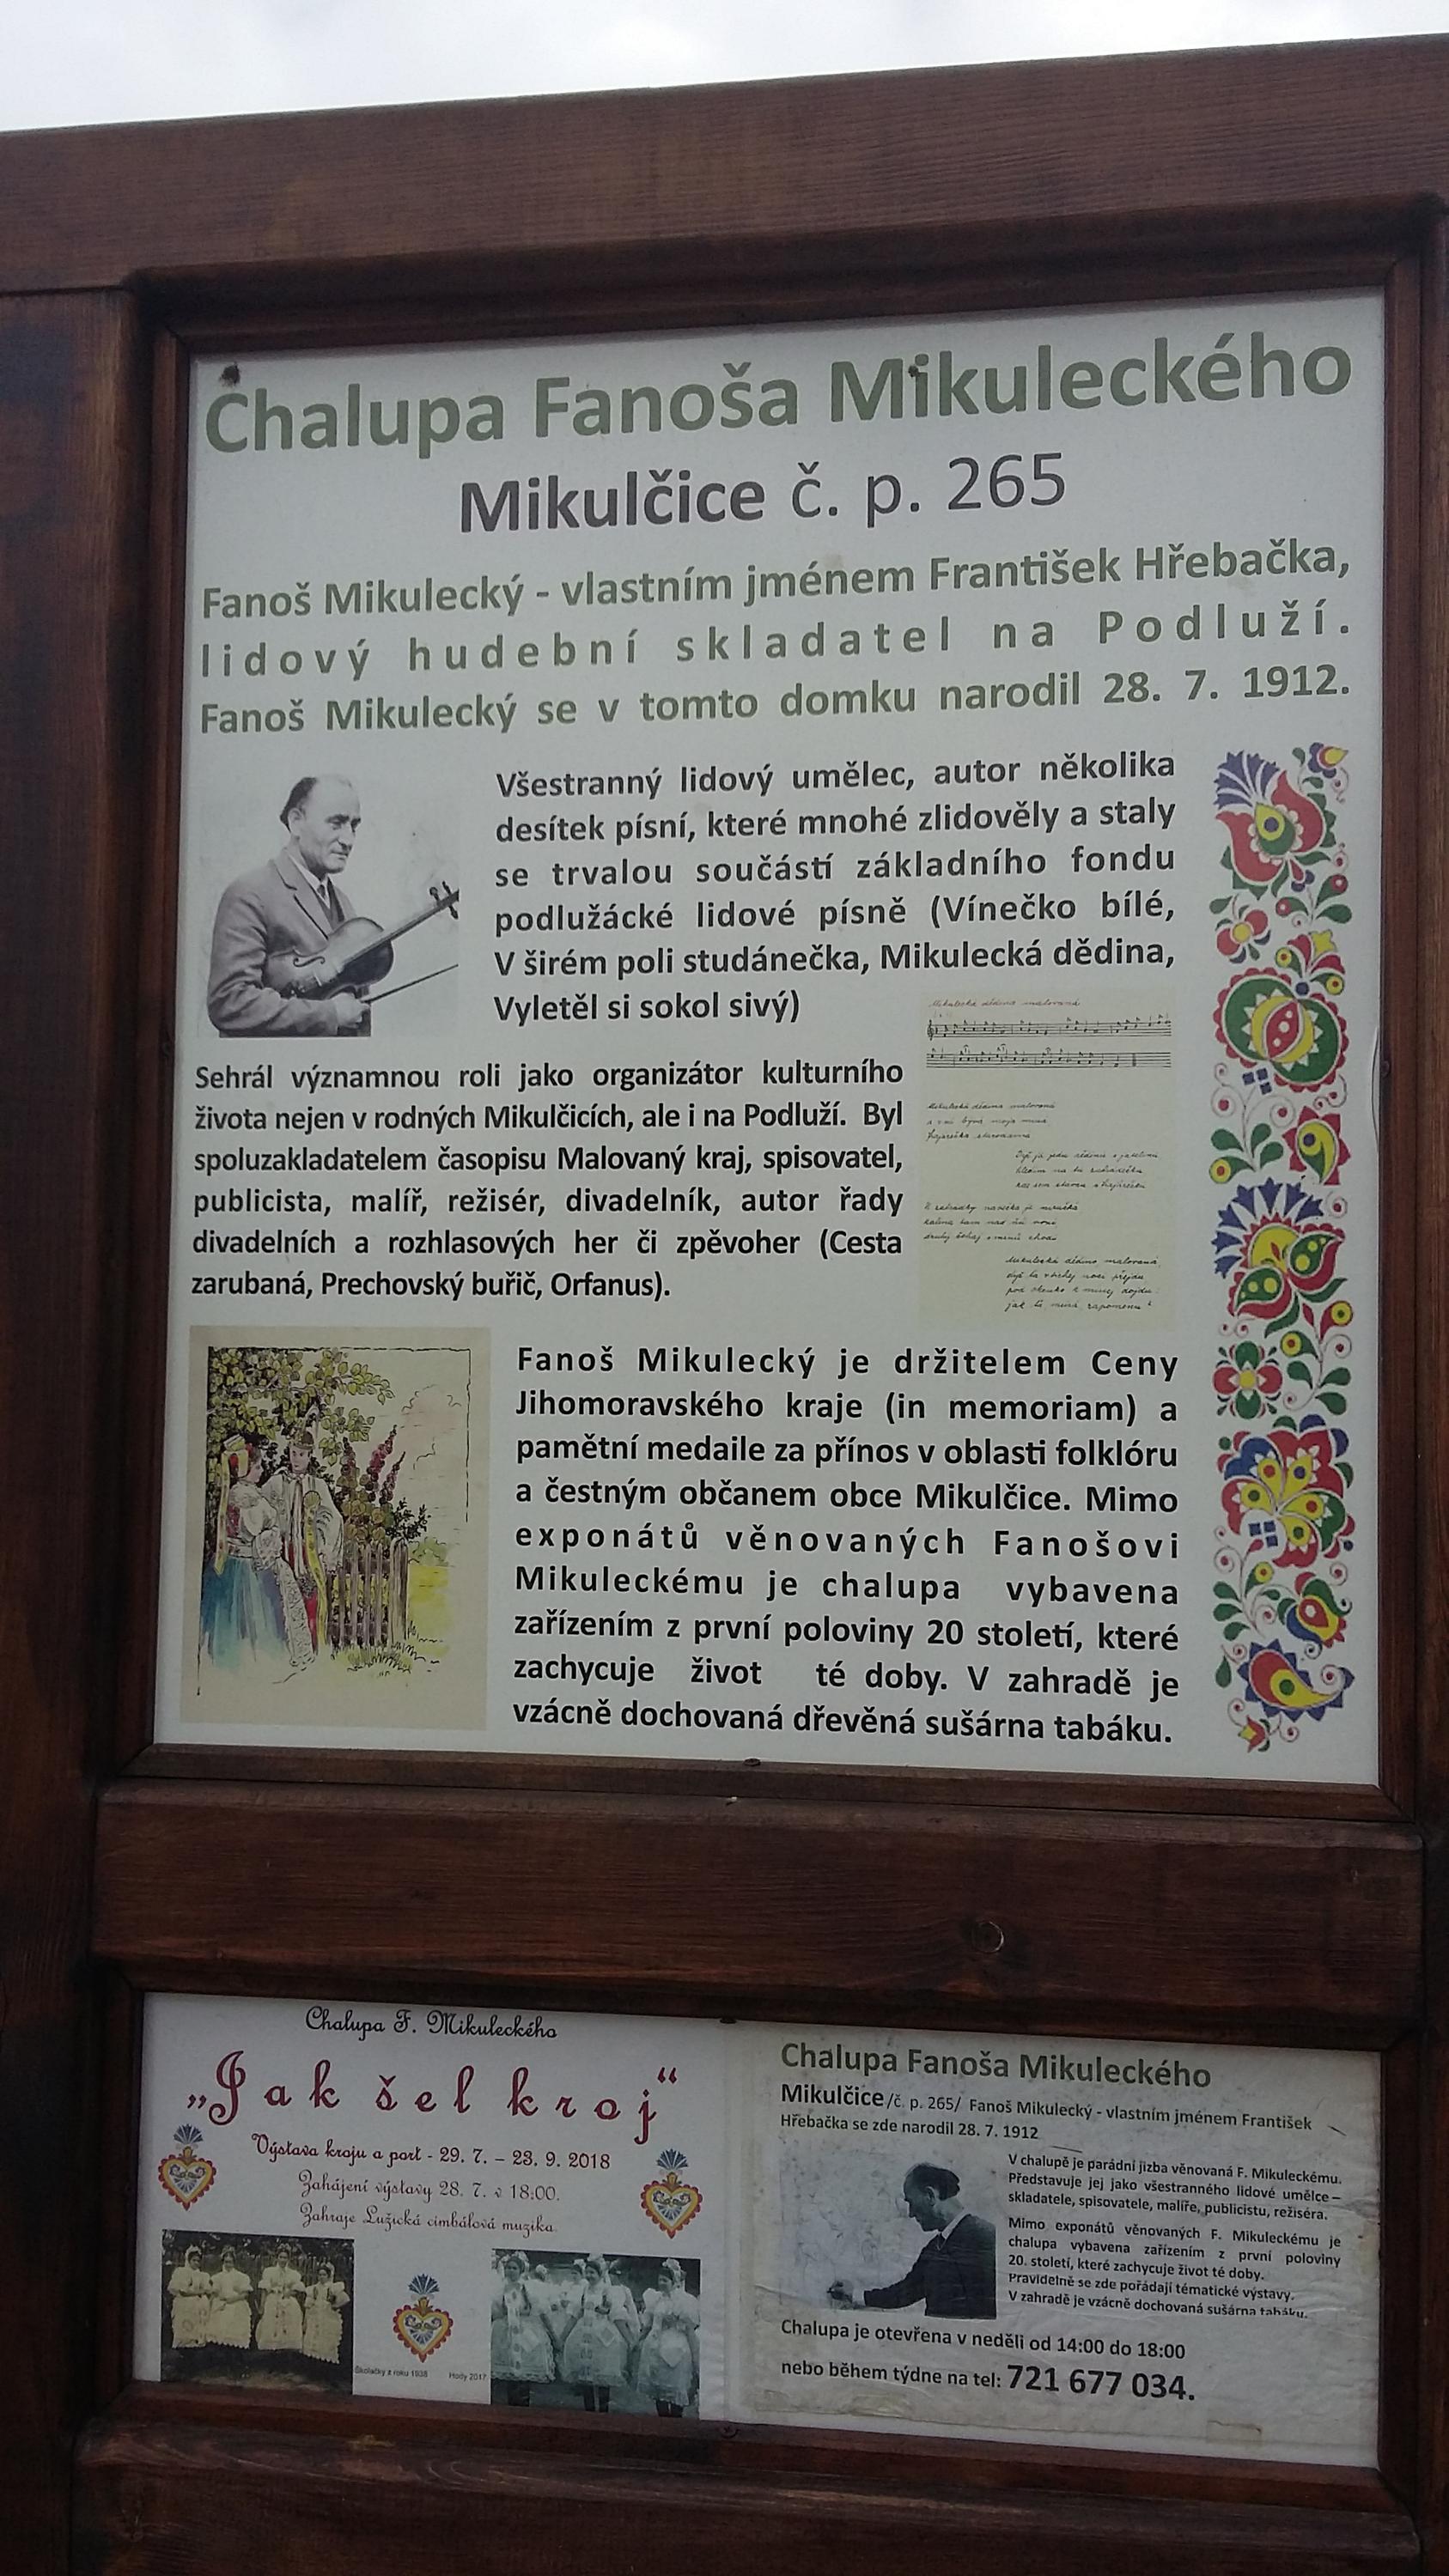 Chalupa Fanoša Mikuleckého
Mikulčice č. p. 265
Fanoš Mikulecký - vlastním jménem František Hřebačka,
lidový hudební skladatel na Podluží.
Fanoš Mikulecký se v tomto domku narodil 28. 7. 1912.
Všestranný lidový umělec, autor několika
desítek písní, které mnohé zlidověly a staly
se trvalou součástí základního fondu
podlužácké lidové písně (Vínečko bílé,
V širém poli studánečka, Mikulecká dědina,
Vyletěl si sokol sivý)
Mikulecká dědina malovaná
Mikulecká dědina malovaná
Sehrál významnou roli jako organizátor kulturního
života nejen v rodných Mikulčicích, ale i na Podluží. Byl
spoluzakladatelem časopisu Malovaný kraj, spisovatel,
publicista, malíř, režisér, divadelník, autor řady
divadelních a rozhlasových her či zpěvoher (Cesta
zarubaná, Prechovský buřič, Orfanus).
Fanoš Mikulecký je držitelem Ceny
Jihomoravského kraje (in memoriam) a
pamětní medaile za přínos v oblasti folklóru
a čestným občanem obce Mikulčice. Mimo
exponátů věnovaných Fanošovi
Mikuleckému je chalupa vybavena
zařízením z první poloviny 20 století, které
zachycuje život té doby. V zahradě je
vzácně dochovaná dřevěná sušárna tabáku.
Chalupa F. Mikuleckého
„Jak šel kroj“
Výstava kroju a port - 29. 7. – 23. 9. 2018
Zahájení výstavy 28. 7. v 18:00.
Zahraje Lužická cimbálová muzika
Školačky z roku 1938
Hody 2017
Chalupa Fanoša Mikuleckého
Mikulčice /č. p. 265/ Fanoš Mikulecký - vlastním jménem František
Hřebačka se zde narodil 28. 7. 1912
V chalupě je parádní jizba věnovaná F. Mikuleckému.
Představuje jej jako všestranného lidové umělce –
skladatele, spisovatele, malíře, publicistu, režiséra.
Mimo exponátů věnovaných F. Mikuleckému je
chalupa vybavena zařízením z první poloviny
20. století, které zachycuje život té doby.
Pravidelně se zde pořádají tématické výstavy.
V zahradě je vzácně dochovaná sušárna tabáku.
Chalupa je otevřena v neděli od 14:00 do 18:00
nebo během týdne na tel: 721 677 034.